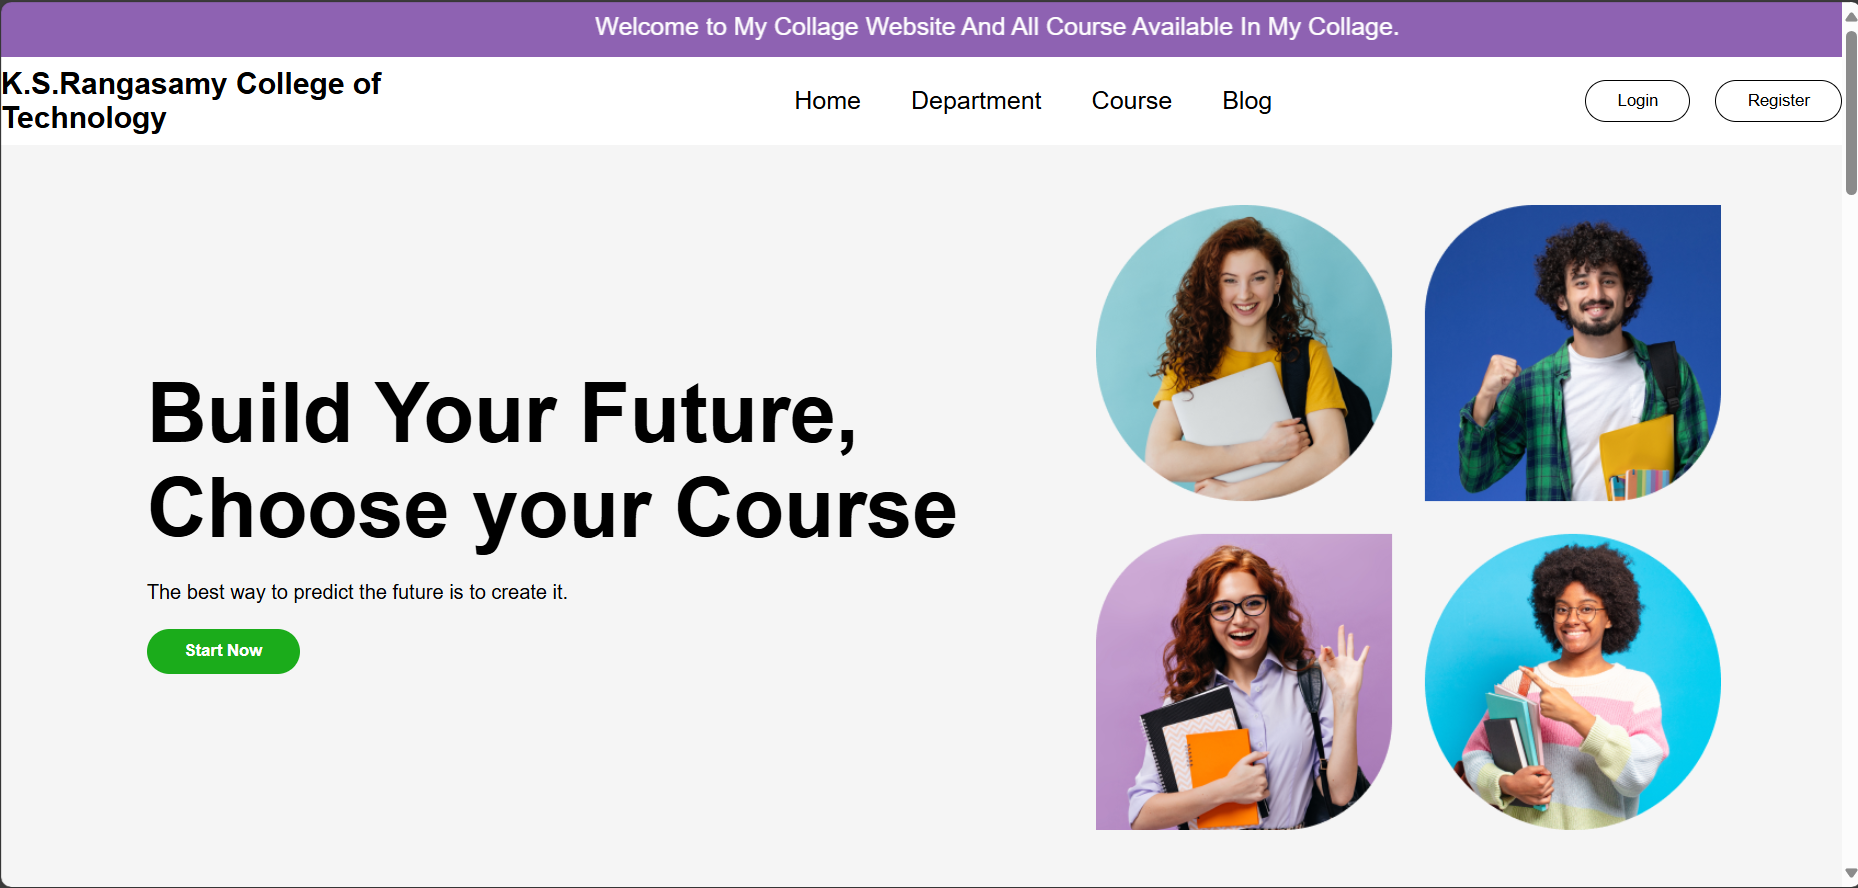 Welcome to My Collage Website And All Course Available In My Collage.
K.S.Rangasamy College of
Technology
Home
Department
Course
Blog
Login
Register
Build Your Future,
Choose your Course
The best way to predict the future is to create it.
Start Now